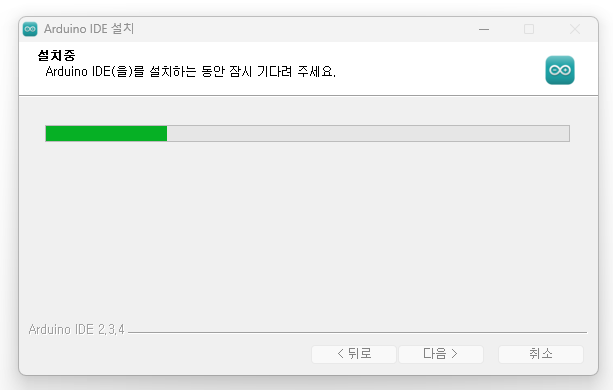 Arduino IDE 설치
설치중
Arduino IDE(을)를 설치하는 동안 잠시 기다려 주세요.
Arduino IDE 2.3.4
< 뒤로
다음 >
취소